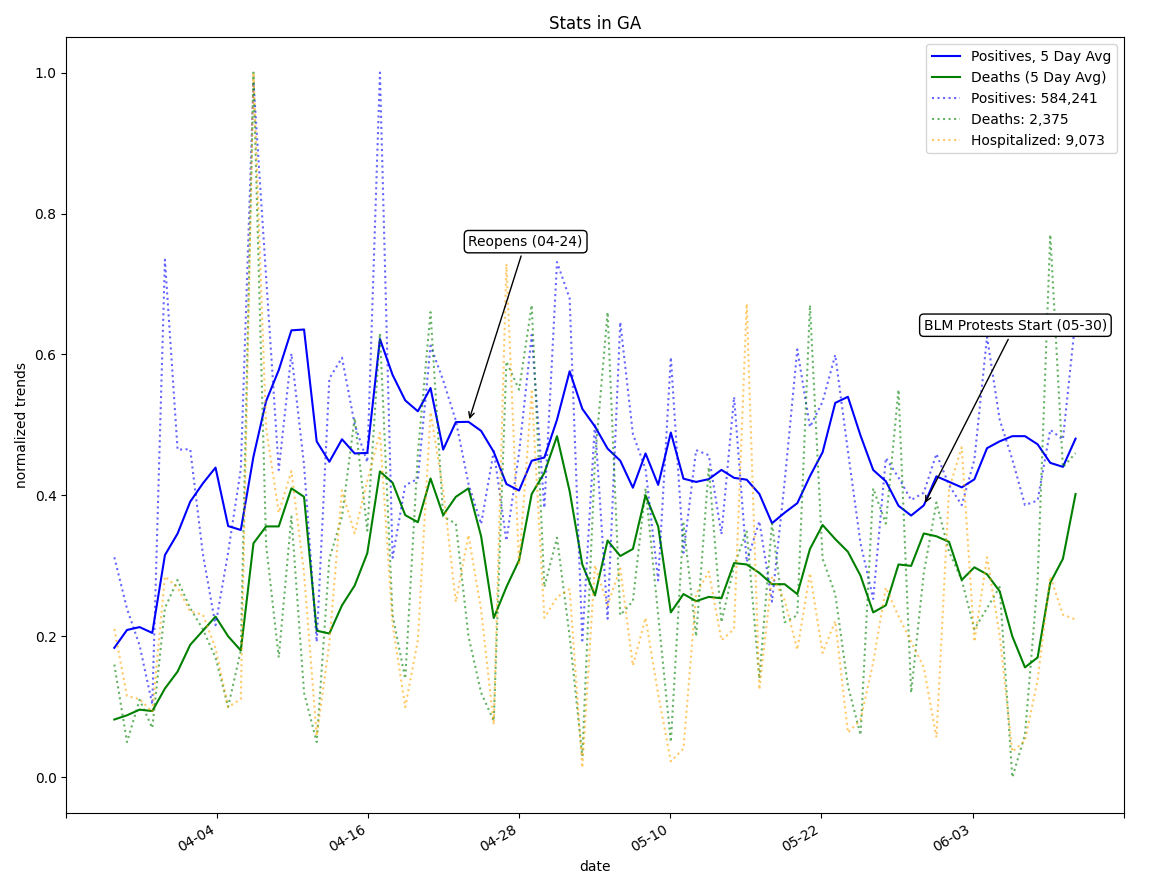 Stats in GA
Positives, 5 Day Avg
Deaths (5 Day Avg)
Positives: 584,241
Deaths: 2,375
Hospitalized: 9,073
1.0
0.8
0.6
0.4
0.2
0.0
normalized trends
Reopens (04-24)
BLM Protests Start (05-30)
04-04
04-16
04-28
05-10
05-22
06-03
date